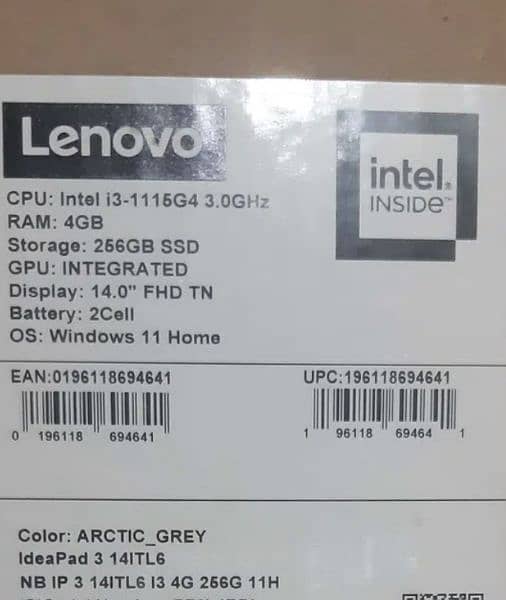 Lenovo
intel.
INSIDE™
CPU: Intel i3-1115G4 3.0GHz
RAM: 4GB
Storage: 256GB SSD
GPU: INTEGRATED
Display: 14.0" FHD TN
Battery: 2Cell
OS: Windows 11 Home
EAN:0196118694641
0 196118 694641
UPC:196118694641
1 96118 69464 1
Color: ARCTIC_GREY
IdeaPad 3 14ITL6
NB IP 3 14ITL6 I3 4G 256G 11H